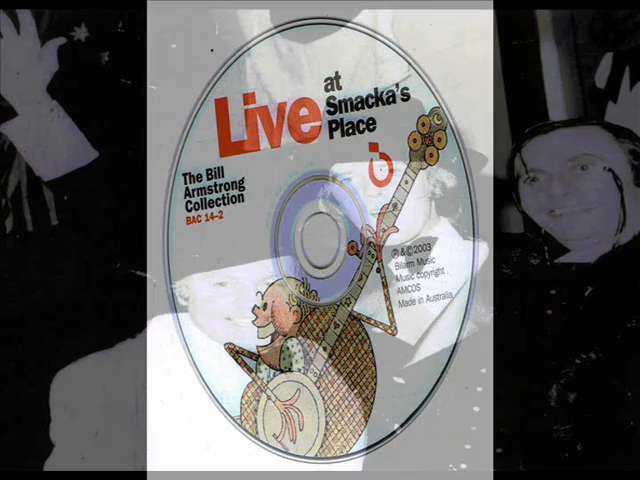 Live at
Smacka's
Place
The Bill
Armstrong
Collection
BAC 14-2
℗ & © 2003
Bilarm Music
Music copyright
AMCOS
Made in Australia